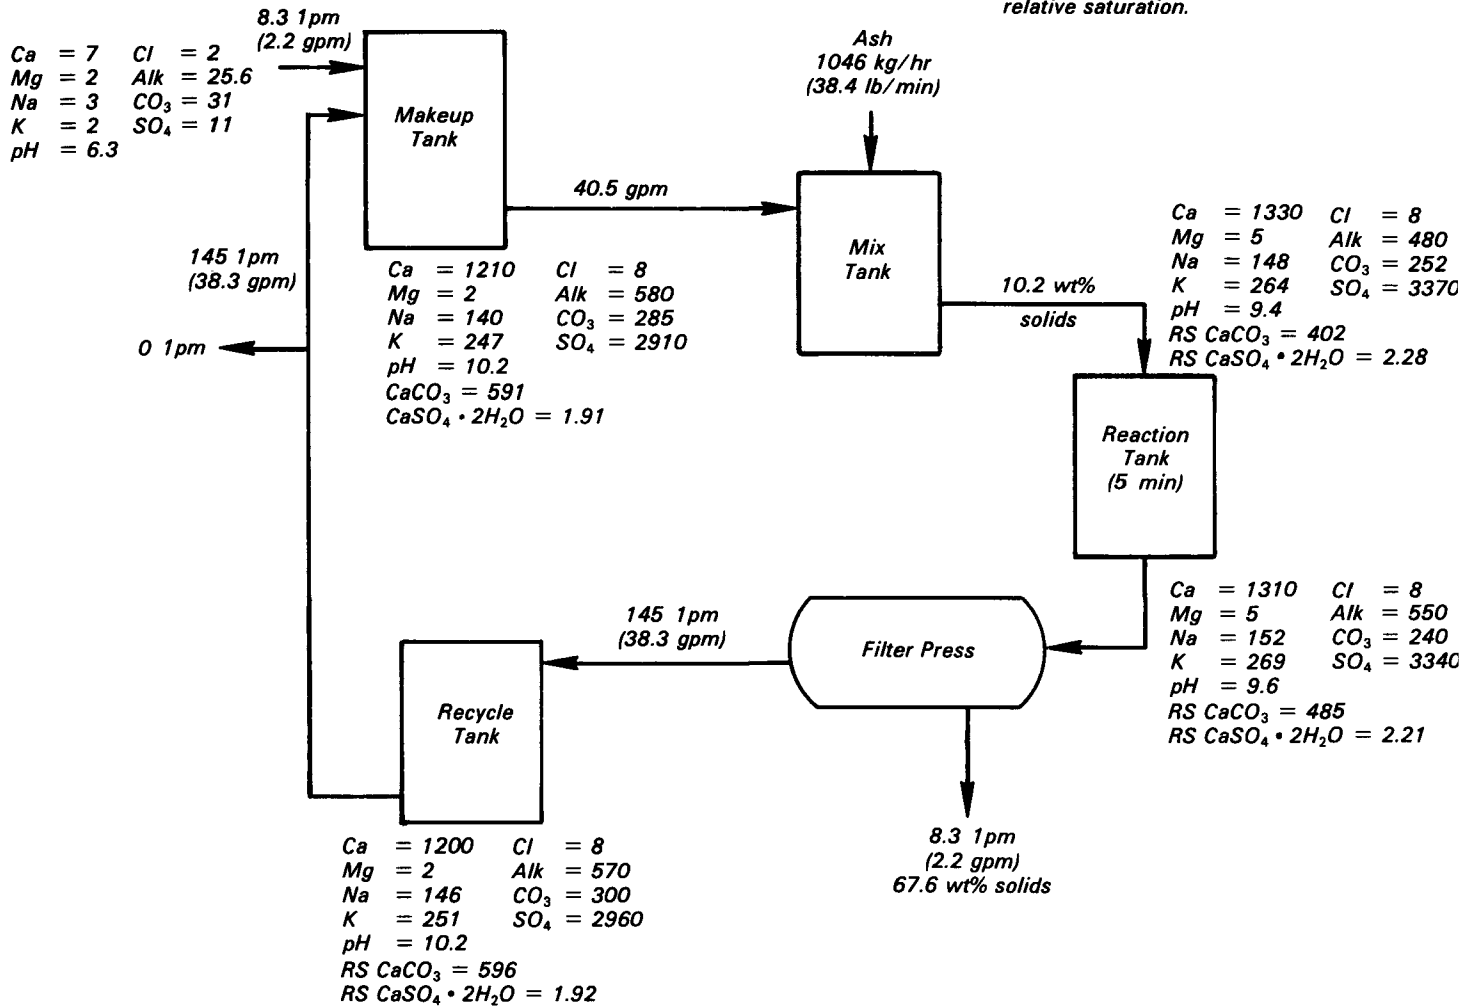 relative saturation.
8.3 1pm
(2.2 gpm)
Ca = 7 Cl = 2
Mg = 2 Alk = 25.6
Na = 3 CO₃ = 31
K = 2 SO₄ = 11
pH = 6.3
Makeup
Tank
Ash
1046 kg/hr
(38.4 lb/min)
40.5 gpm
Mix
Tank
145 1pm
(38.3 gpm)
0 1pm
Ca = 1210 Cl = 8
Mg = 2 Alk = 580
Na = 140 CO₃ = 285
K = 247 SO₄ = 2910
pH = 10.2
CaCO₃ = 591
CaSO₄ • 2H₂O = 1.91
10.2 wt%
solids
Ca = 1330 Cl = 8
Mg = 5 Alk = 480
Na = 148 CO₃ = 252
K = 264 SO₄ = 3370
pH = 9.4
RS CaCO₃ = 402
RS CaSO₄ • 2H₂O = 2.28
Reaction
Tank
(5 min)
Ca = 1310 Cl = 8
Mg = 5 Alk = 550
Na = 152 CO₃ = 240
K = 269 SO₄ = 3340
pH = 9.6
RS CaCO₃ = 485
RS CaSO₄ • 2H₂O = 2.21
Filter Press
145 1pm
(38.3 gpm)
Recycle
Tank
8.3 1pm
(2.2 gpm)
67.6 wt% solids
Ca = 1200 Cl = 8
Mg = 2 Alk = 570
Na = 146 CO₃ = 300
K = 251 SO₄ = 2960
pH = 10.2
RS CaCO₃ = 596
RS CaSO₄ • 2H₂O = 1.92